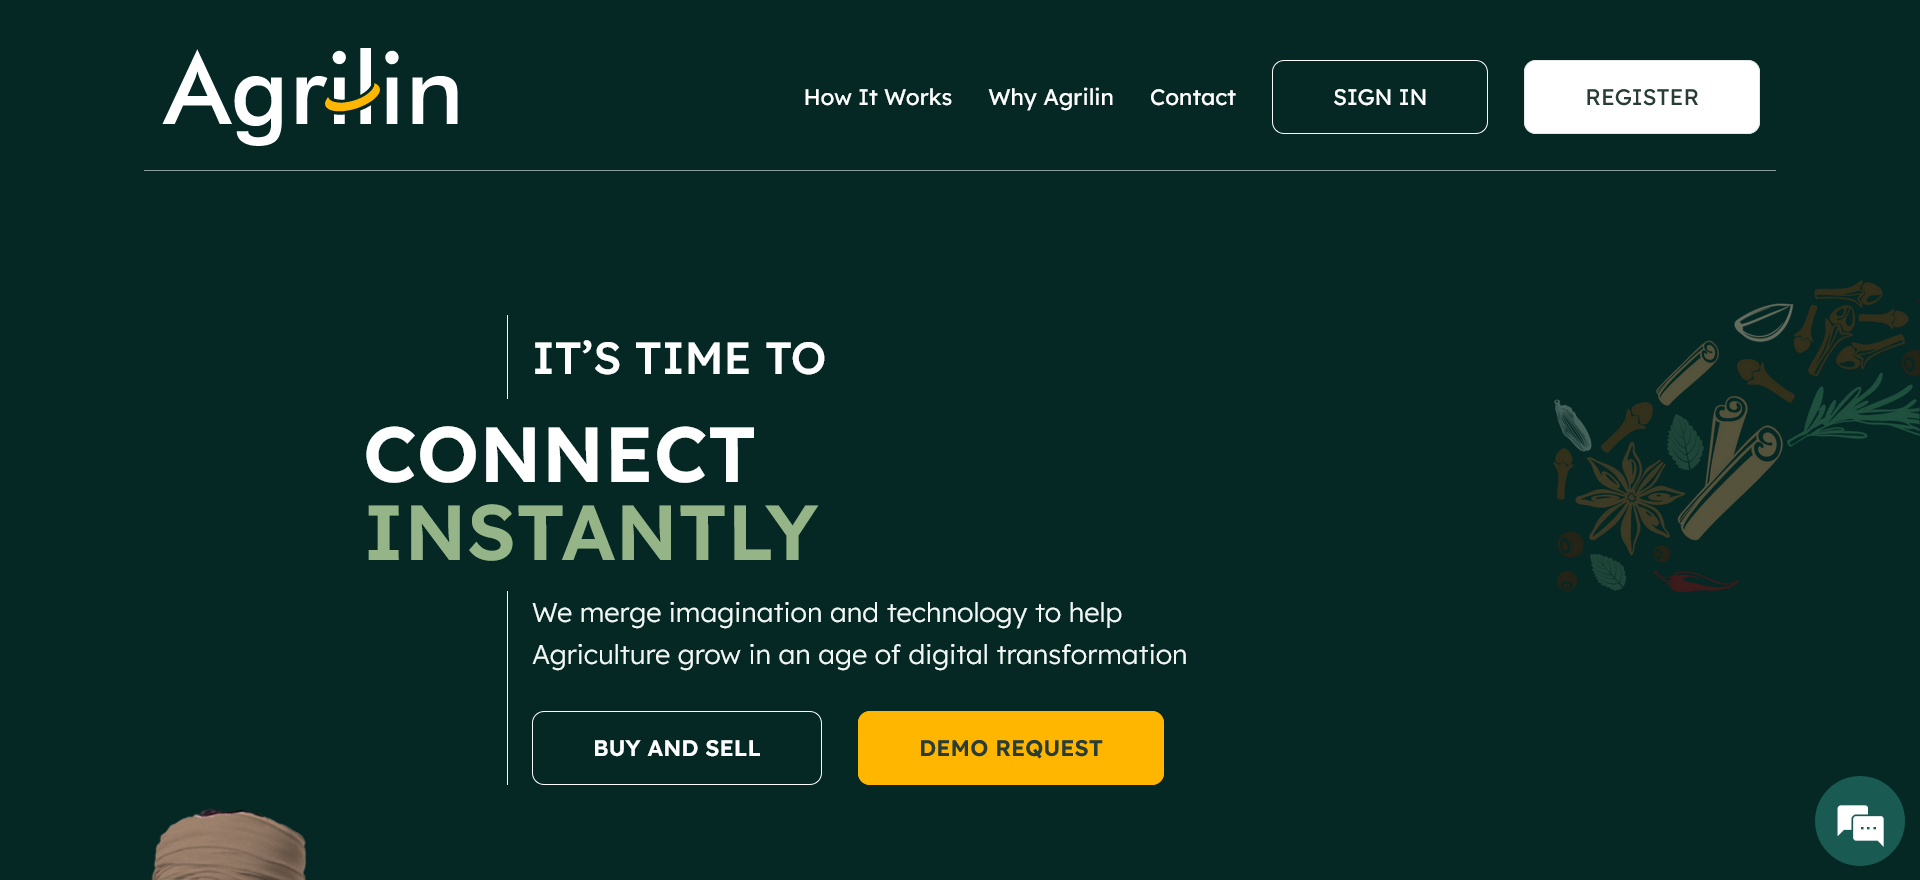 Agrilin
How It Works
Why Agrilin
Contact
SIGN IN
REGISTER
IT’S TIME TO
CONNECT
INSTANTLY
We merge imagination and technology to help
Agriculture grow in an age of digital transformation
BUY AND SELL
DEMO REQUEST